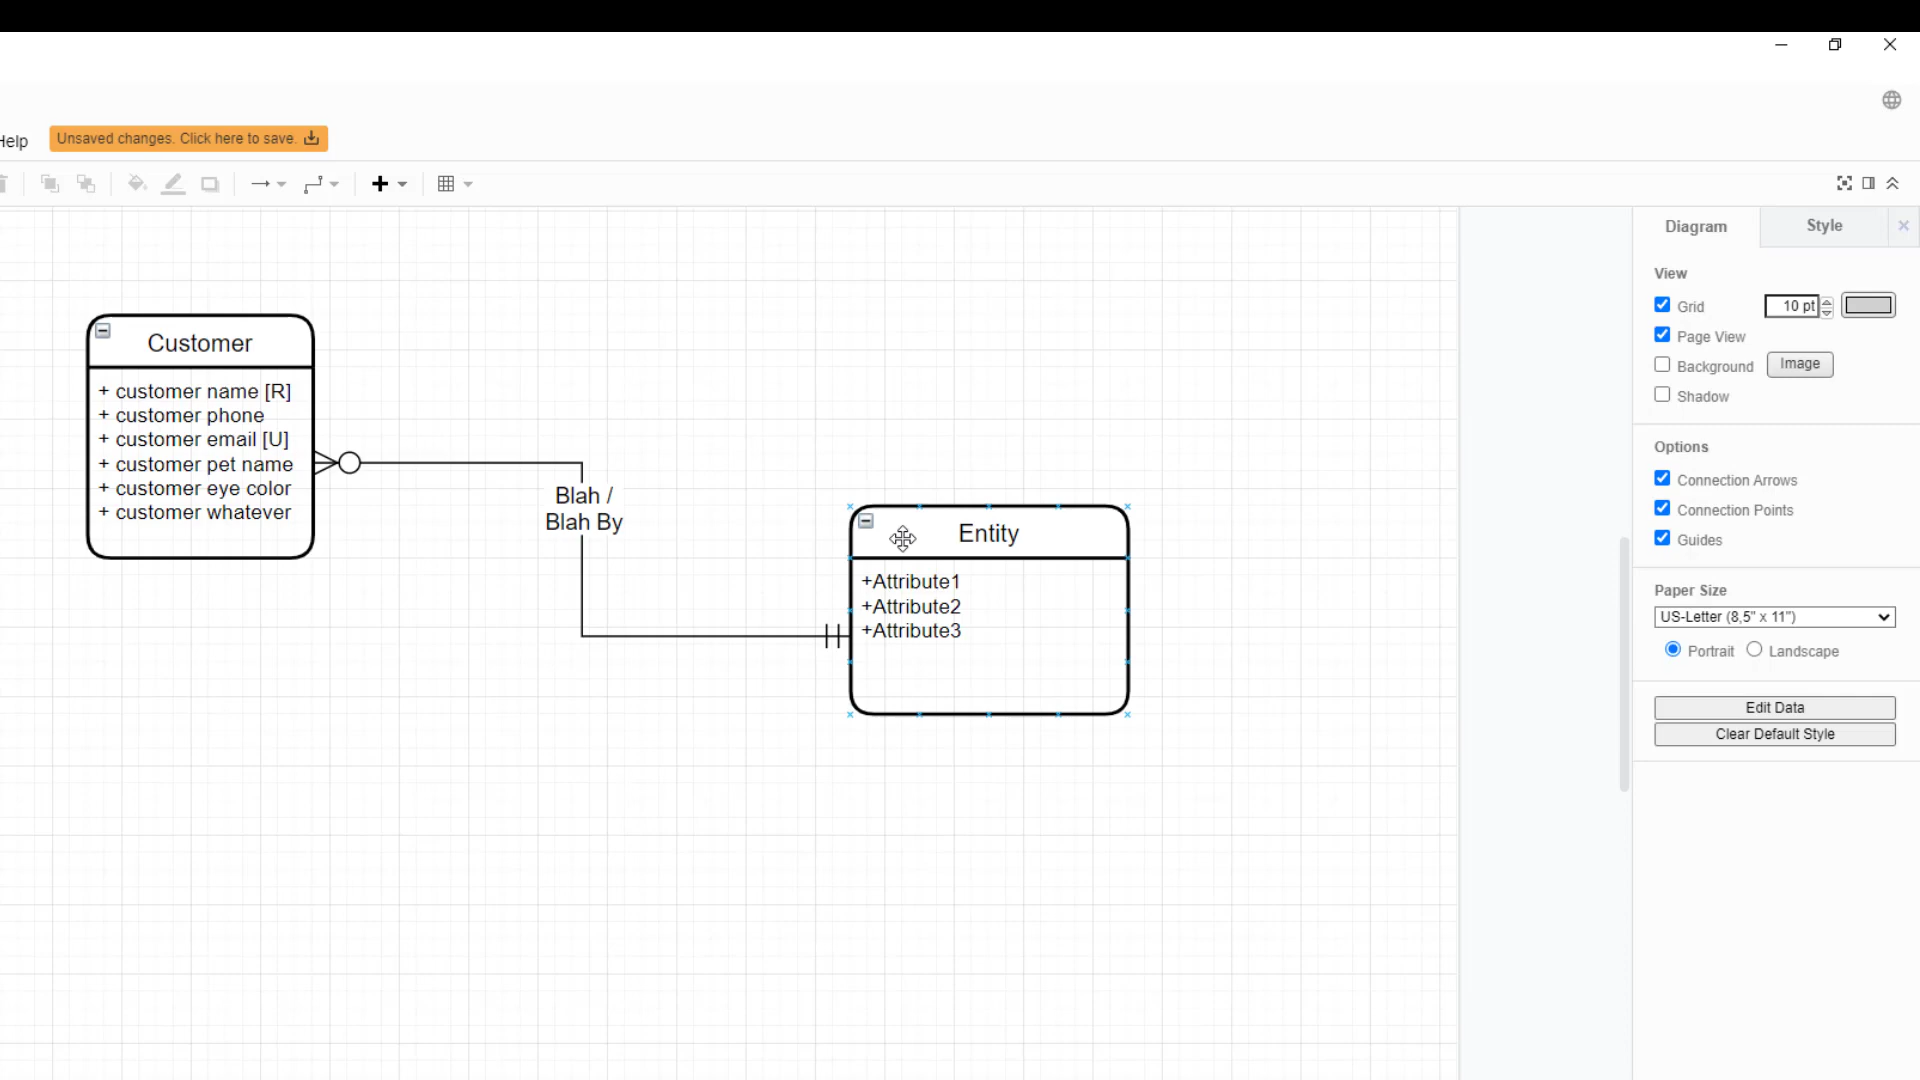 Help
Unsaved changes. Click here to save.
Diagram
Style
View
Grid
10 pt
Page View
Background
Image
Shadow
Options
Connection Arrows
Connection Points
Guides
Paper Size
US-Letter (8,5" x 11")
Portrait
Landscape
Edit Data
Clear Default Style
Customer
+ customer name [R]
+ customer phone
+ customer email [U]
+ customer pet name
+ customer eye color
+ customer whatever
Blah /
Blah By
Entity
+Attribute1
+Attribute2
+Attribute3